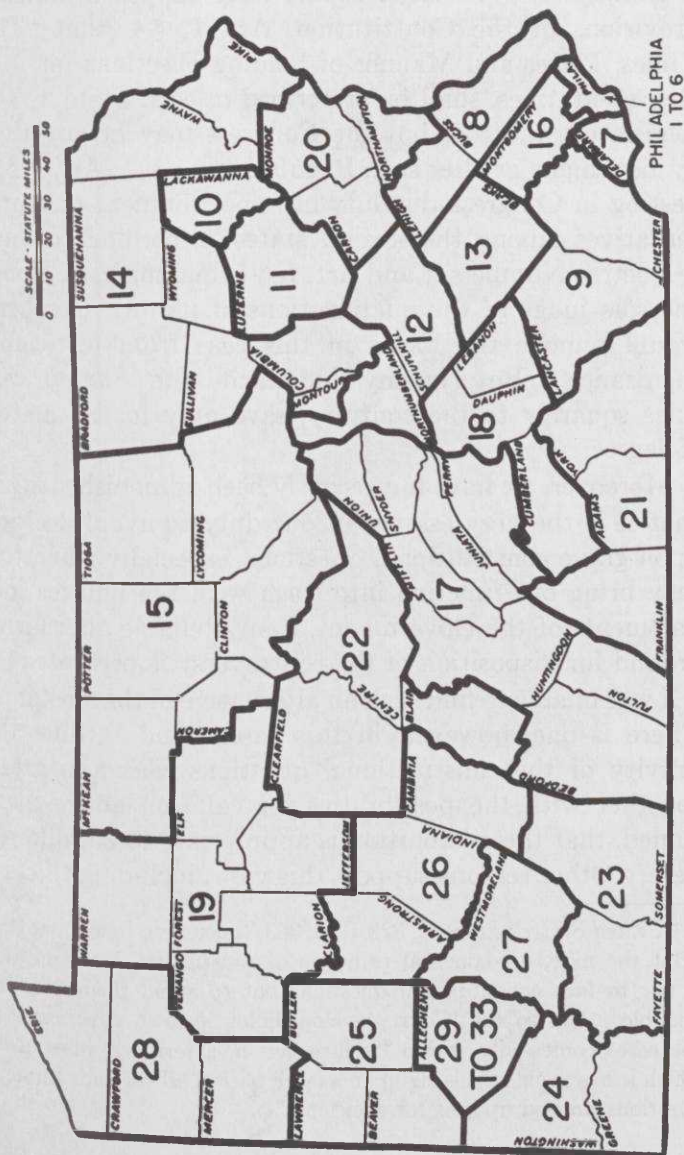 SCALE OF STATUTE MILES
0 10 20 30 40 50
ERIE
CRAWFORD
28
MERCER
WARREN
MCKEAN
POTTER
TIOGA
BRADFORD
SUSQUEHANNA
WAYNE
PIKE
14
WYOMING
LACKAWANNA
10
SULLIVAN
LYCOMING
15
CLINTON
CAMERON
ELK
FOREST
VENANGO
19
CLARION
JEFFERSON
CLEARFIELD
CENTRE
22
UNION
SNYDER
MONTOUR
COLUMBIA
LUZERNE
MONROE
20
CARBON
NORTHAMPTON
LEHIGH
SCHUYLKILL
12
NORTHUMBERLAND
LAWRENCE
BUTLER
25
BEAVER
ARMSTRONG
26
INDIANA
CAMBRIA
BLAIR
MIFFLIN
JUNIATA
PERRY
17
HUNTINGDON
DAUPHIN
18
LEBANON
13
BERKS
MONTGOMERY
BUCKS
8
16
PHILA.
7
DELAWARE
PHILADELPHIA
1 TO 6
ALLEGHENY
29
TO 33
WESTMORELAND
27
WASHINGTON
24
GREENE
FAYETTE
SOMERSET
23
BEDFORD
FULTON
FRANKLIN
CUMBERLAND
ADAMS
YORK
21
LANCASTER
9
CHESTER